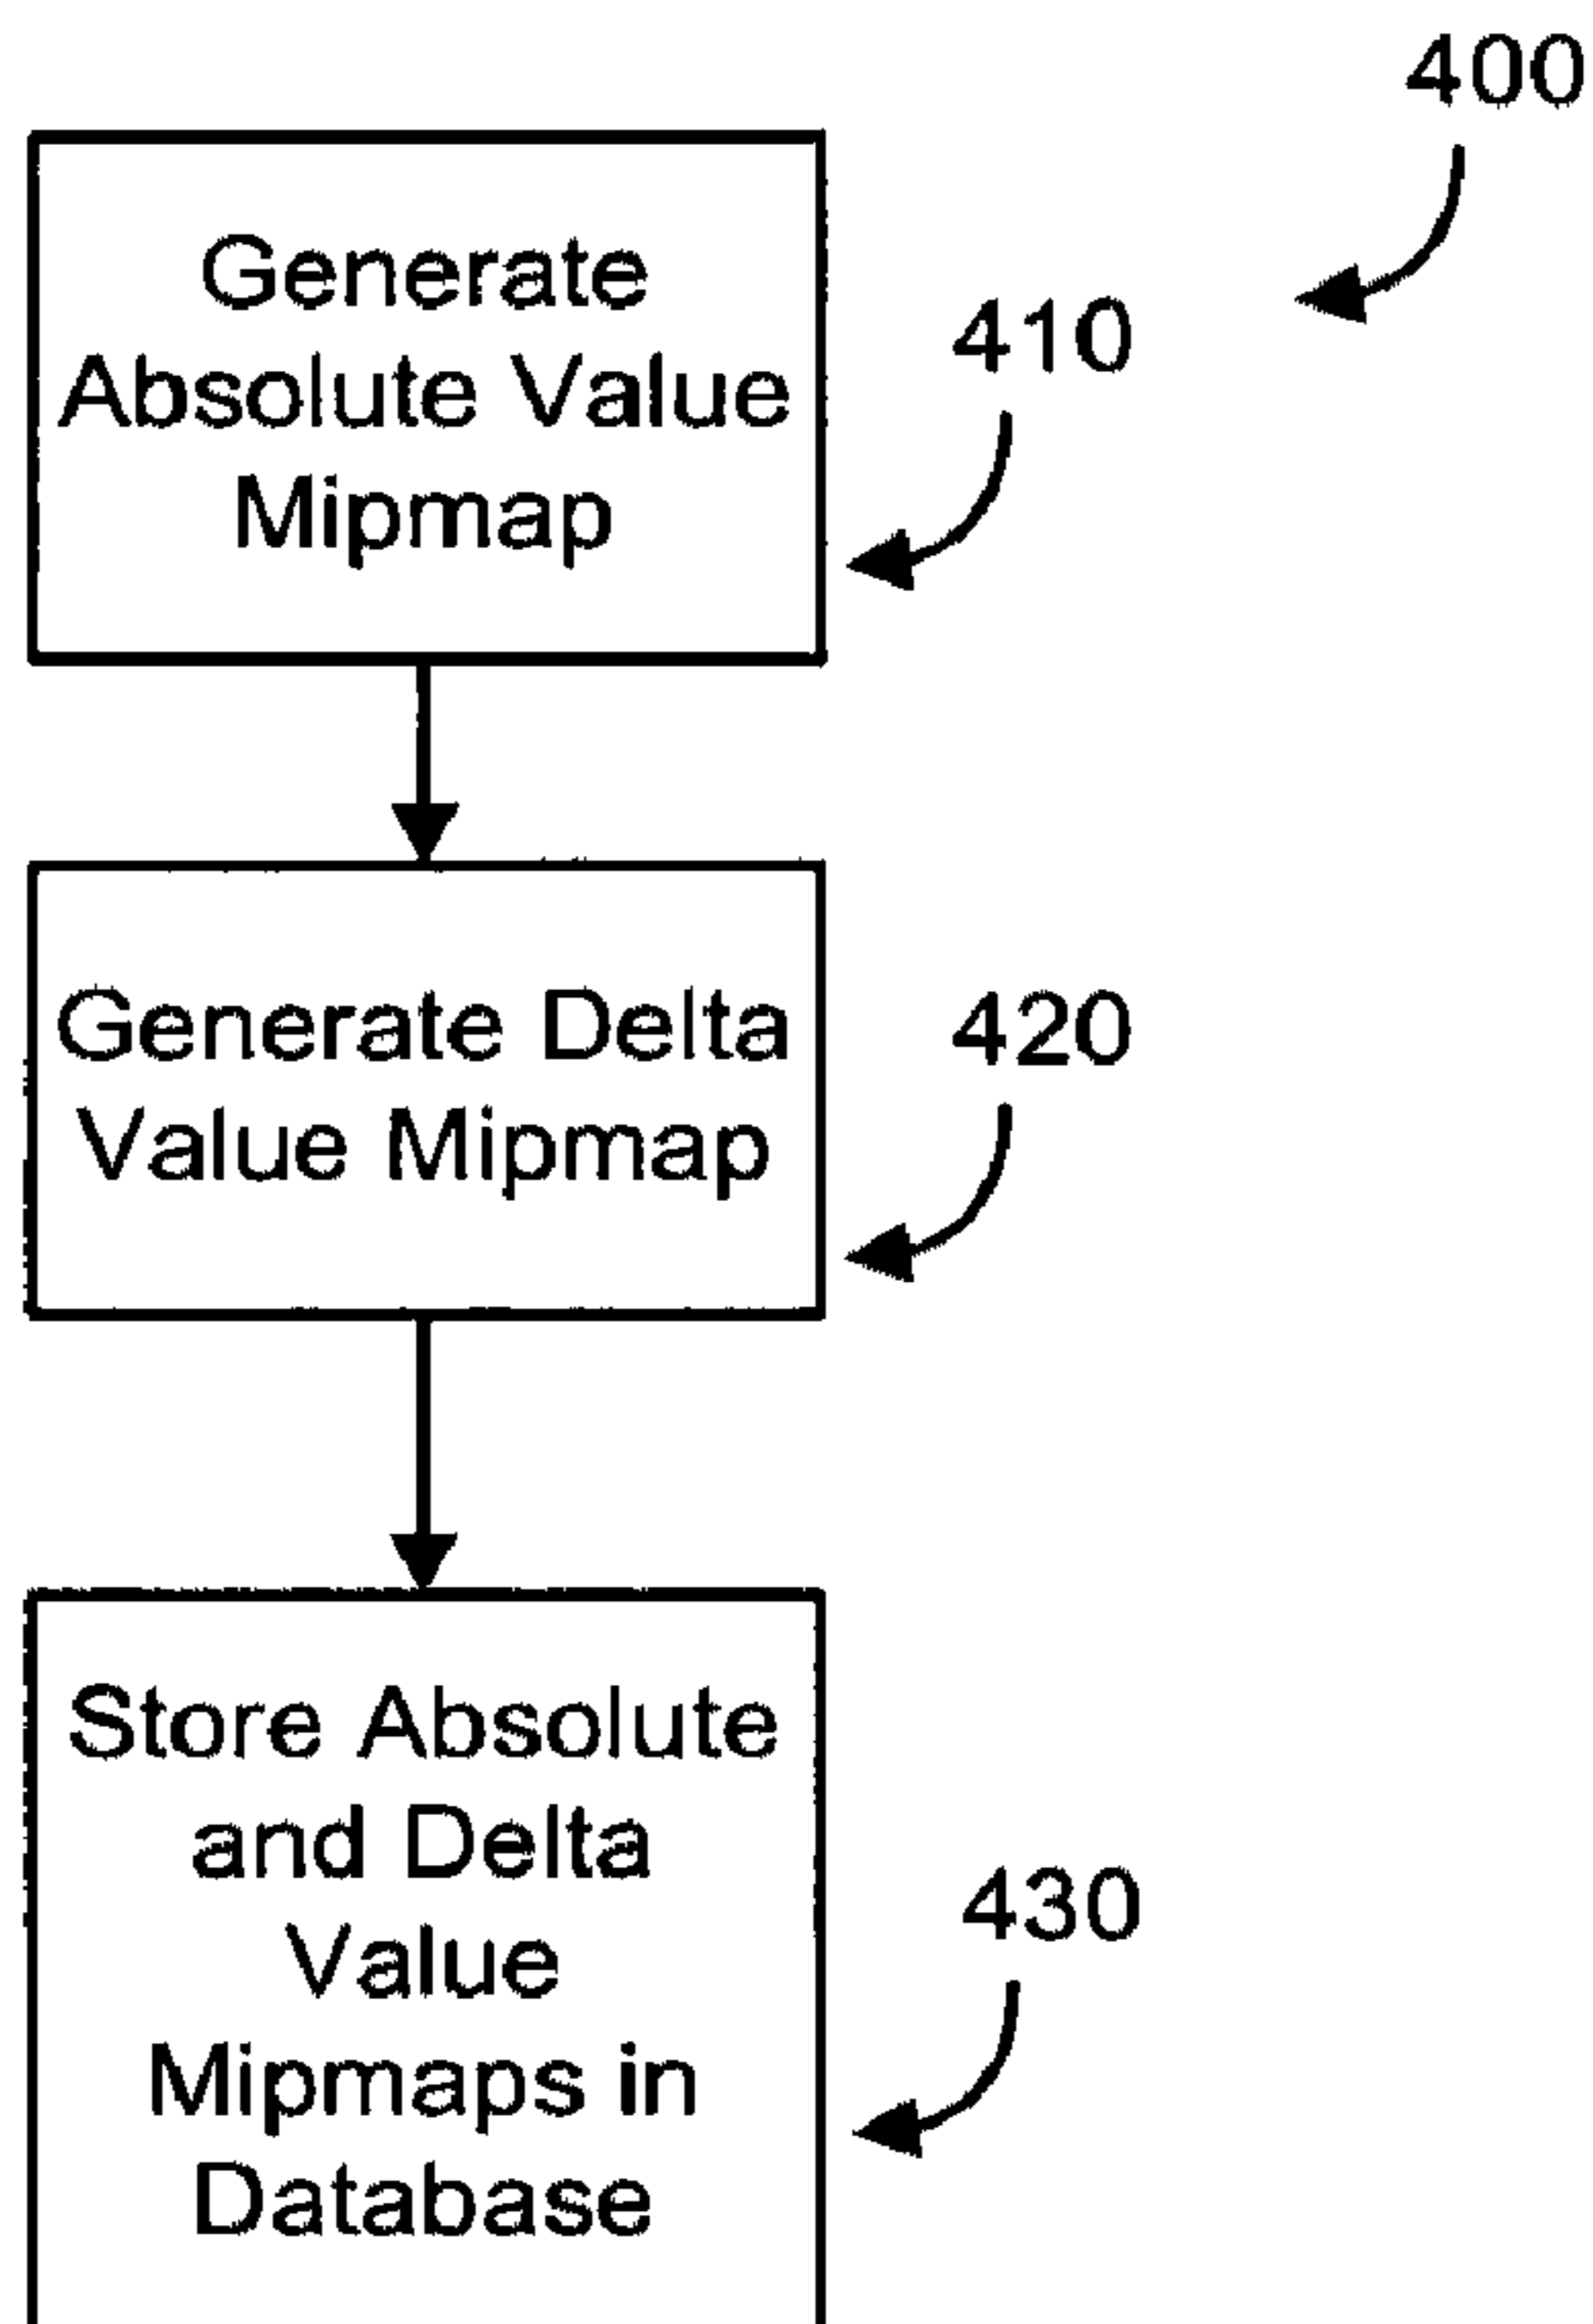 400
Generate
Absolute Value
Mipmap
410
Generate Delta
Value Mipmap
420
Store Absolute
and Delta
Value
Mipmaps in
Database
430